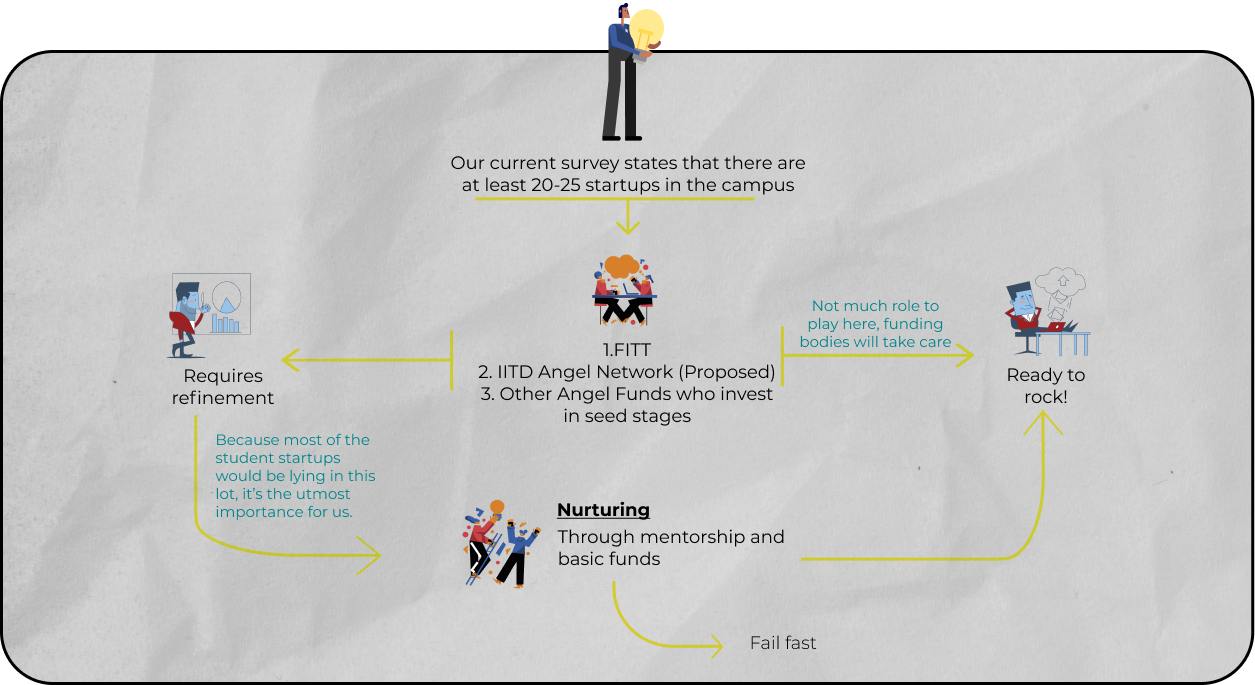 Our current survey states that there are
at least 20-25 startups in the campus
Not much role to
play here, funding
bodies will take care
1.FITT
2. IITD Angel Network (Proposed)
3. Other Angel Funds who invest
in seed stages
Requires
refinement
Ready to
rock!
Because most of the
student startups
would be lying in this
lot, it's the utmost
importance for us.
Nurturing
Through mentorship and
basic funds
Fail fast